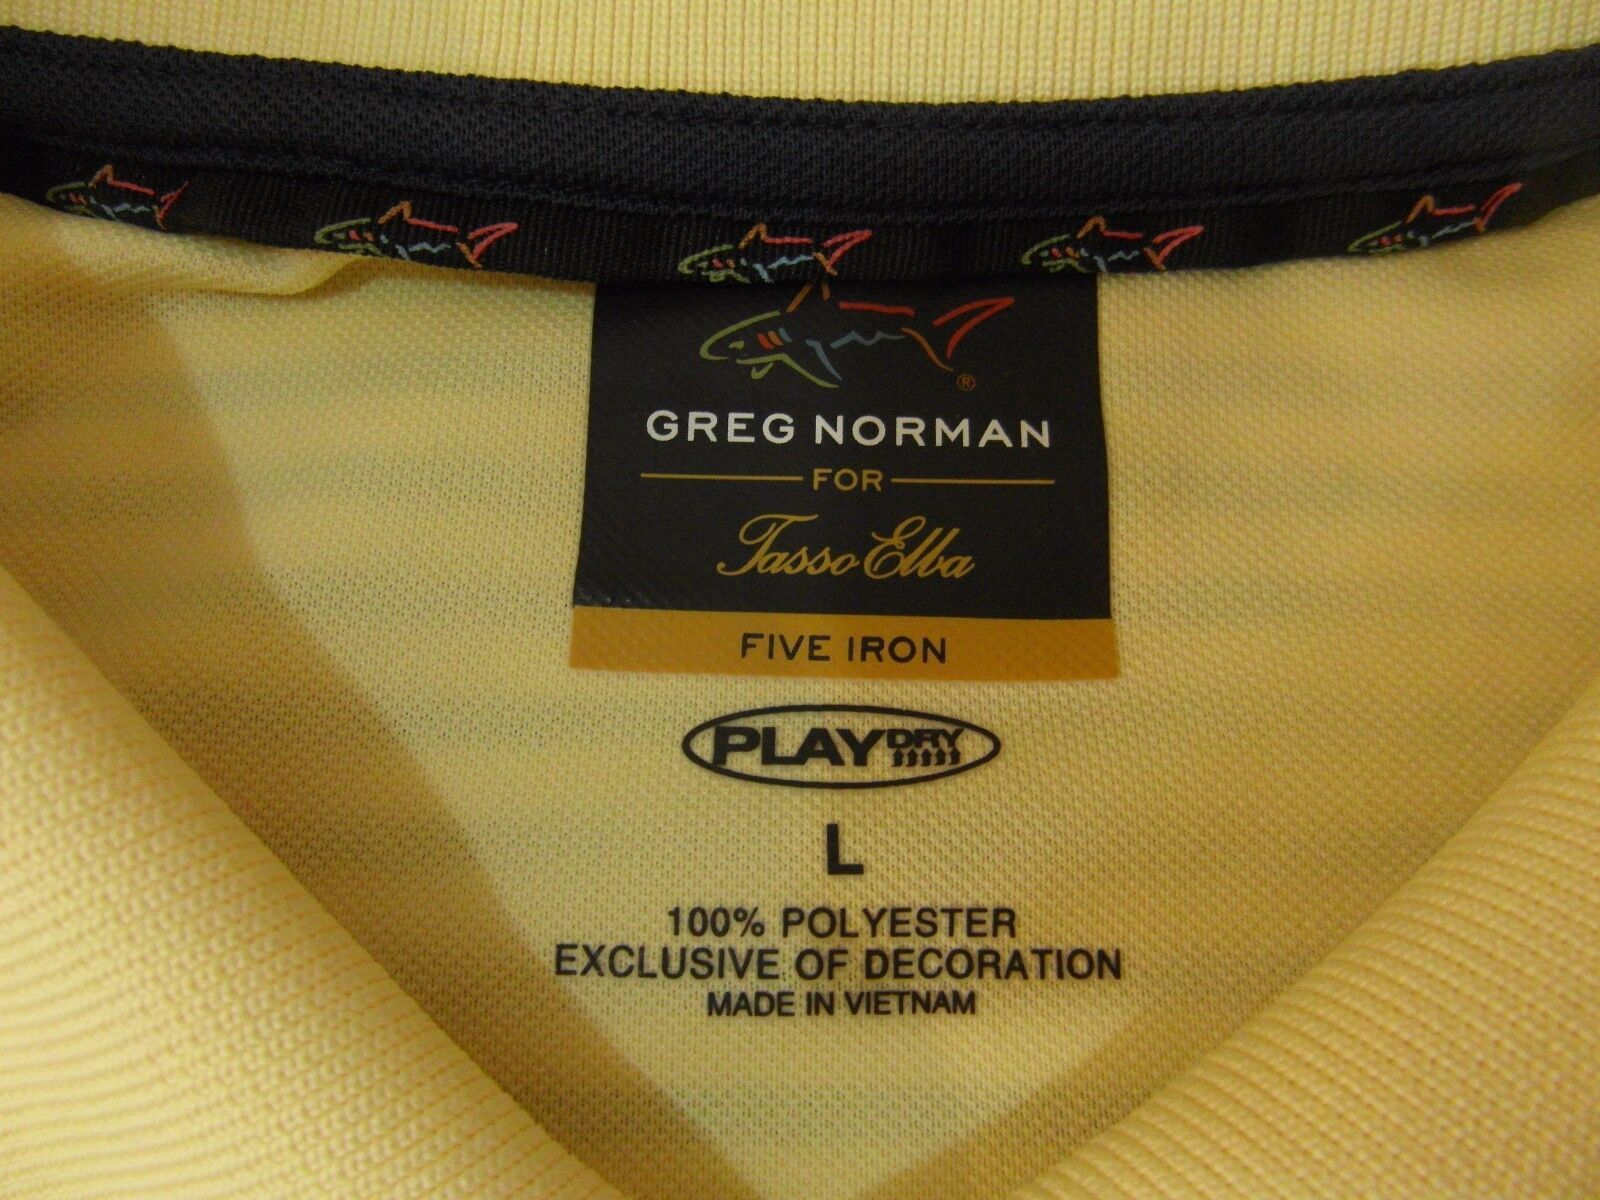 ®
GREG NORMAN
FOR
Tasso Elba
FIVE IRON
PLAY DRY
L
100% POLYESTER
EXCLUSIVE OF DECORATION
MADE IN VIETNAM